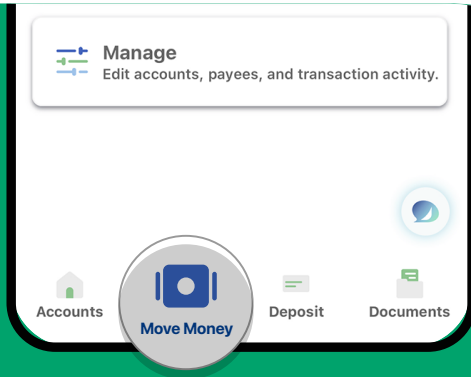 Manage
Edit accounts, payees, and transaction activity.
Accounts
Move Money
Deposit
Documents